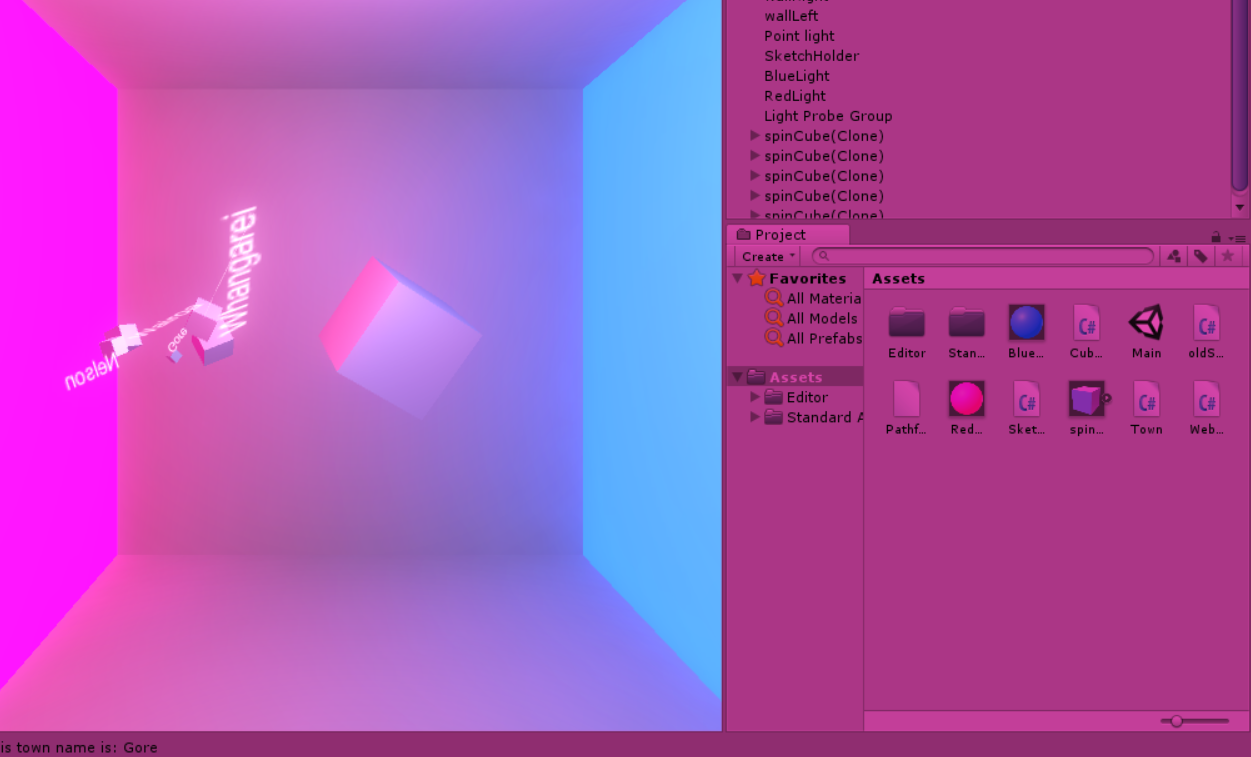 wallLeft
Point light
SketchHolder
BlueLight
RedLight
Light Probe Group
spinCube(Clone)
spinCube(Clone)
spinCube(Clone)
spinCube(Clone)
spinCube(Clone)
Whangarei
Gore
Nelson
Project
Create
Favorites
All Materia
All Models
All Prefabs
Assets
Editor
Standard A
Assets
Editor
Stan...
Blue...
Cub...
Main
oldS...
Pathf...
Red...
Sket...
spin...
Town
Web...
C#
C#
C#
C#
C#
is town name is: Gore